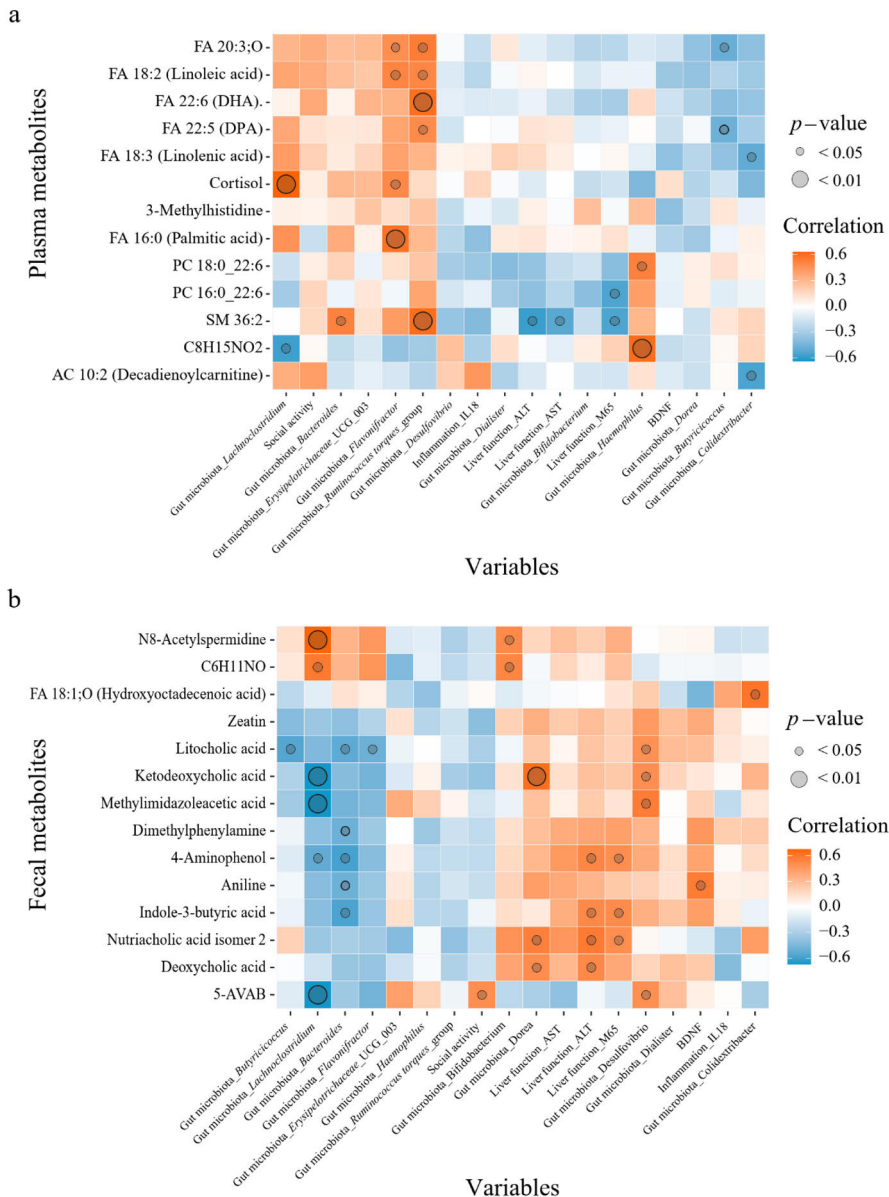 a
FA 20:3;O
FA 18:2 (Linoleic acid)
FA 22:6 (DHA).
FA 22:5 (DPA)
FA 18:3 (Linolenic acid)
Cortisol
3-Methylhistidine
FA 16:0 (Palmitic acid)
PC 18:0_22:6
PC 16:0_22:6
SM 36:2
C8H15NO2
AC 10:2 (Decadienoylcarnitine)
Plasma metabolites
Gut microbiota_Lachnoclostridium
Social activity
Gut microbiota_Bacteroides
Gut microbiota_Erysipelotrichaceae_UCG_003
Gut microbiota_Flavonifractor
Gut microbiota_Ruminococcus torques_group
Gut microbiota_Desulfovibrio
Inflammation_IL18
Gut microbiota_Dialister
Liver function_ALT
Liver function_AST
Gut microbiota_Bifidobacterium
Liver function_M65
Gut microbiota_Haemophilus
BDNF
Gut microbiota_Dorea
Gut microbiota_Butyricicoccus
Gut microbiota_Colidextribacter
Variables
p−value
< 0.05
< 0.01
Correlation
0.6
0.3
0.0
−0.3
−0.6
b
N8-Acetylspermidine
C6H11NO
FA 18:1;O (Hydroxyoctadecenoic acid)
Zeatin
Litocholic acid
Ketodeoxycholic acid
Methylimidazoleacetic acid
Dimethylphenylamine
4-Aminophenol
Aniline
Indole-3-butyric acid
Nutriacholic acid isomer 2
Deoxycholic acid
5-AVAB
Fecal metabolites
Gut microbiota_Butyricicoccus
Gut microbiota_Lachnoclostridium
Gut microbiota_Bacteroides
Gut microbiota_Flavonifractor
Gut microbiota_Erysipelotrichaceae_UCG_003
Gut microbiota_Haemophilus
Gut microbiota_Ruminococcus torques_group
Social activity
Gut microbiota_Bifidobacterium
Gut microbiota_Dorea
Liver function_AST
Liver function_ALT
Liver function_M65
Gut microbiota_Desulfovibrio
Gut microbiota_Dialister
BDNF
Inflammation_IL18
Gut microbiota_Colidextribacter
Variables
p−value
< 0.05
< 0.01
Correlation
0.6
0.3
0.0
−0.3
−0.6